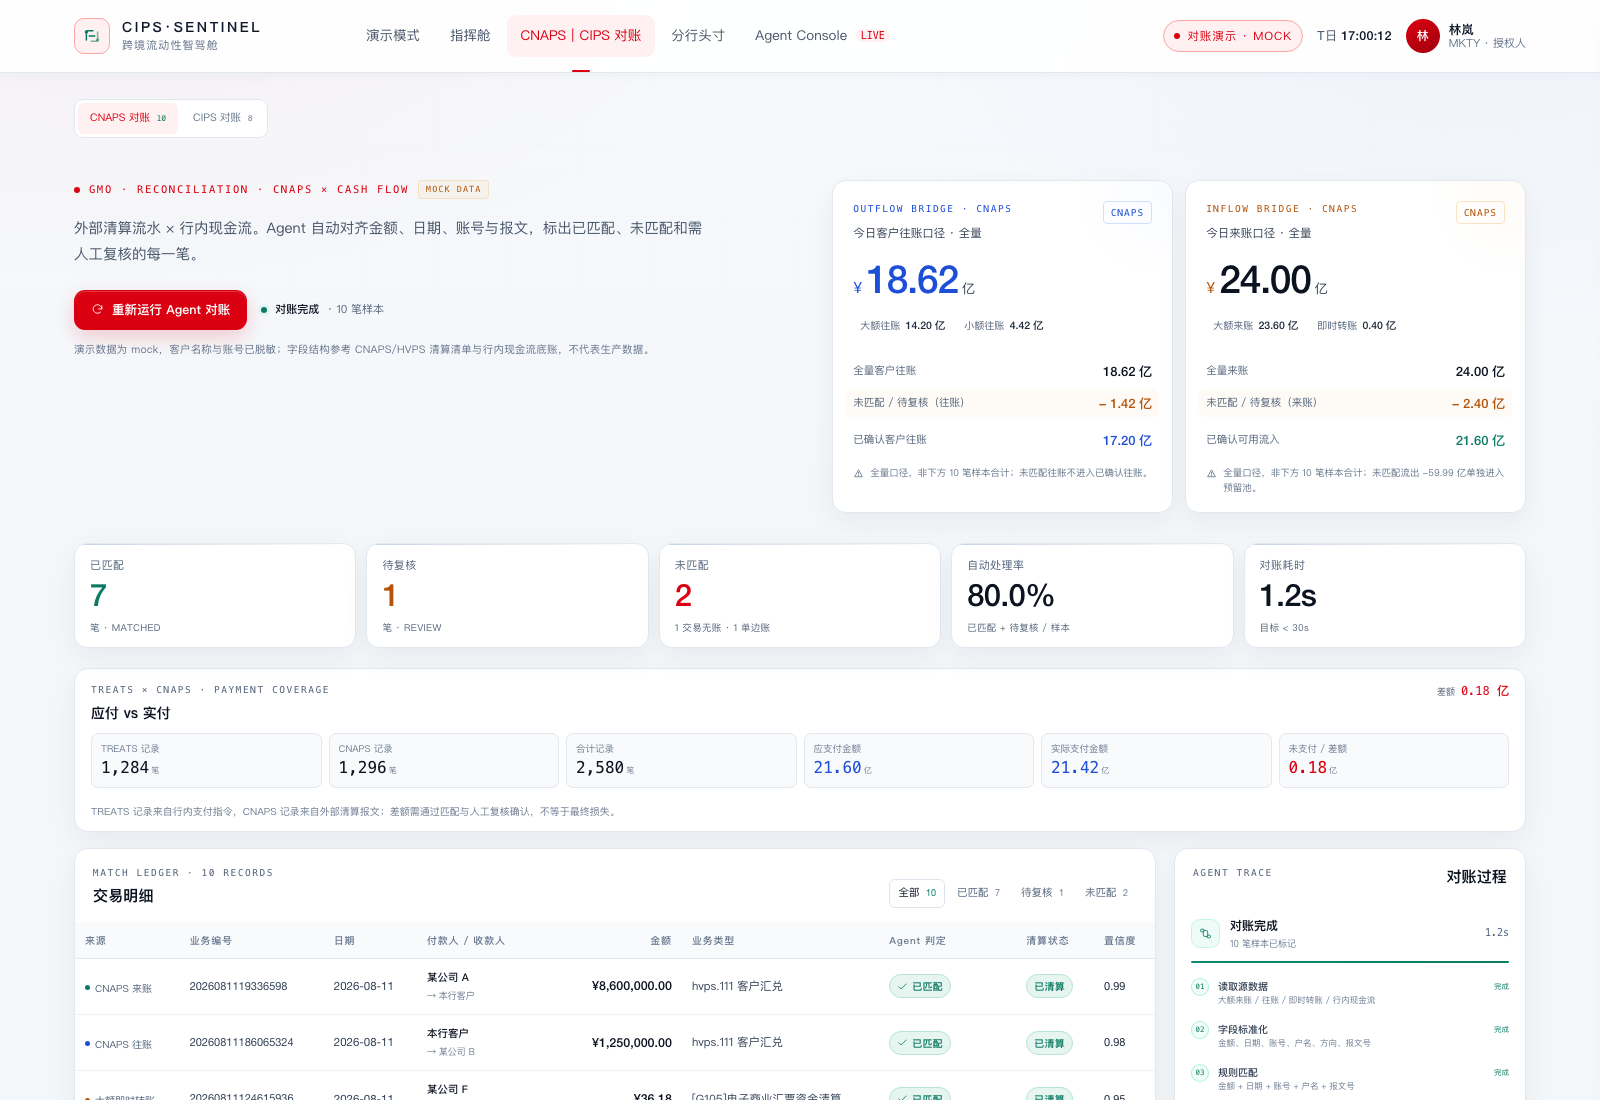 CIPS·SENTINEL
跨境流动性智驾舱
演示模式
指挥舱
CNAPS | CIPS 对账
分行头寸
Agent Console LIVE
对账演示 · MOCK
T日 17:00:12
林
林岚
MKTY · 授权人
CNAPS 对账 10
CIPS 对账 8
GMO · RECONCILIATION · CNAPS × CASH FLOW MOCK DATA
外部清算流水 × 行内现金流。Agent 自动对齐金额、日期、账号与报文，标出已匹配、未匹配和需
人工复核的每一笔。
重新运行 Agent 对账
对账完成 · 10 笔样本
演示数据为 mock，客户名称与账号已脱敏；字段结构参考 CNAPS/HVPS 清算清单与行内现金流底账，不代表生产数据。
OUTFLOW BRIDGE · CNAPS
CNAPS
今日客户往账口径 · 全量
¥ 18.62 亿
大额往账 14.20 亿 小额往账 4.42 亿
全量客户往账 18.62 亿
未匹配 / 待复核（往账） − 1.42 亿
已确认客户往账 17.20 亿
全量口径，非下方 10 笔样本合计；未匹配往账不进入已确认往账。
INFLOW BRIDGE · CNAPS
CNAPS
今日来账口径 · 全量
¥ 24.00 亿
大额来账 23.60 亿 即时转账 0.40 亿
全量来账 24.00 亿
未匹配 / 待复核（来账） − 2.40 亿
已确认可用流入 21.60 亿
全量口径，非下方 10 笔样本合计；未匹配流出 −59.99 亿单独进入
预留池。
已匹配
7
笔 · MATCHED
待复核
1
笔 · REVIEW
未匹配
2
1 交易无账 · 1 单边账
自动处理率
80.0%
已匹配 + 待复核 / 样本
对账耗时
1.2s
目标 < 30s
TREATS × CNAPS · PAYMENT COVERAGE
差额 0.18 亿
应付 vs 实付
TREATS 记录
1,284 笔
CNAPS 记录
1,296 笔
合计记录
2,580 笔
应支付金额
21.60 亿
实际支付金额
21.42 亿
未支付 / 差额
0.18 亿
TREATS 记录来自行内支付指令，CNAPS 记录来自外部清算报文；差额需通过匹配与人工复核确认，不等于最终损失。
MATCH LEDGER · 10 RECORDS
交易明细
全部 10 已匹配 7 待复核 1 未匹配 2
来源 业务编号 日期 付款人 / 收款人 金额 业务类型 Agent 判定 清算状态 置信度
CNAPS 来账 2026081119336598 2026-08-11 某公司 A → 本行客户 ¥8,600,000.00 hvps.111 客户汇兑 已匹配 已清算 0.99
CNAPS 往账 20260811186065324 2026-08-11 本行客户 → 某公司 B ¥1,250,000.00 hvps.111 客户汇兑 已匹配 已清算 0.98
大额即时转账 20260811124615936 2026-08-11 某公司 F ¥36.18 [G105]电子商业汇票资金清算 已匹配 已清算 0.95
AGENT TRACE
对账过程
对账完成
10 笔样本已标记
1.2s
01 读取源数据 完成
大额来账 / 往账 / 即时转账 / 行内现金流
02 字段标准化 完成
金额、日期、账号、户名、方向、报文号
03 规则匹配 完成
金额 + 日期 + 账号 + 户名 + 报文号